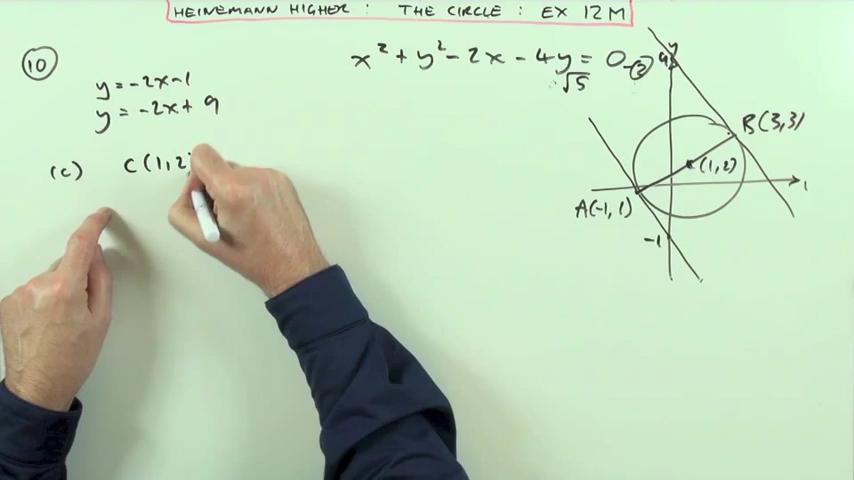 HEINEMANN HIGHER : THE CIRCLE : EX 12M
10
y = -2x-1
y = -2x + 9
(c) C(1,2)
x² + y² - 2x - 4y = 0
√5
y
9
B(3,3)
(1,2)
A(-1,1)
-1